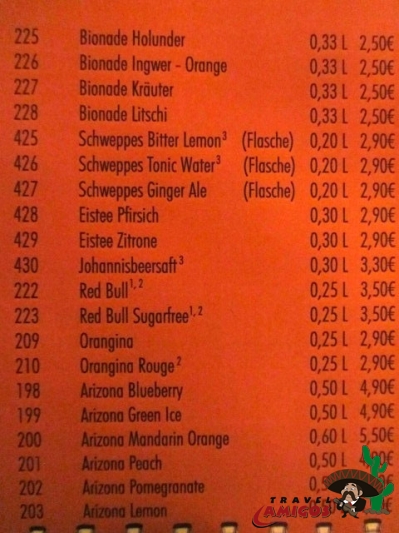 225 Bionade Holunder 0,33 L 2,50€
226 Bionade Ingwer - Orange 0,33 L 2,50€
227 Bionade Kräuter 0,33 L 2,50€
228 Bionade Litschi 0,33 L 2,50€
425 Schweppes Bitter Lemon³ (Flasche) 0,20 L 2,90€
426 Schweppes Tonic Water³ (Flasche) 0,20 L 2,90€
427 Schweppes Ginger Ale (Flasche) 0,20 L 2,90€
428 Eistee Pfirsich 0,30 L 2,90€
429 Eistee Zitrone 0,30 L 2,90€
430 Johannisbeersaft³ 0,30 L 3,30€
222 Red Bull¹,² 0,25 L 3,50€
223 Red Bull Sugarfree¹,² 0,25 L 3,50€
209 Orangina 0,25 L 2,90€
210 Orangina Rouge² 0,25 L 2,90€
198 Arizona Blueberry 0,50 L 4,90€
199 Arizona Green Ice 0,50 L 4,90€
200 Arizona Mandarin Orange 0,60 L 5,50€
201 Arizona Peach 0,50 L
202 Arizona Pomegranate
203 Arizona Lemon
TRAVEL
AMIGOS